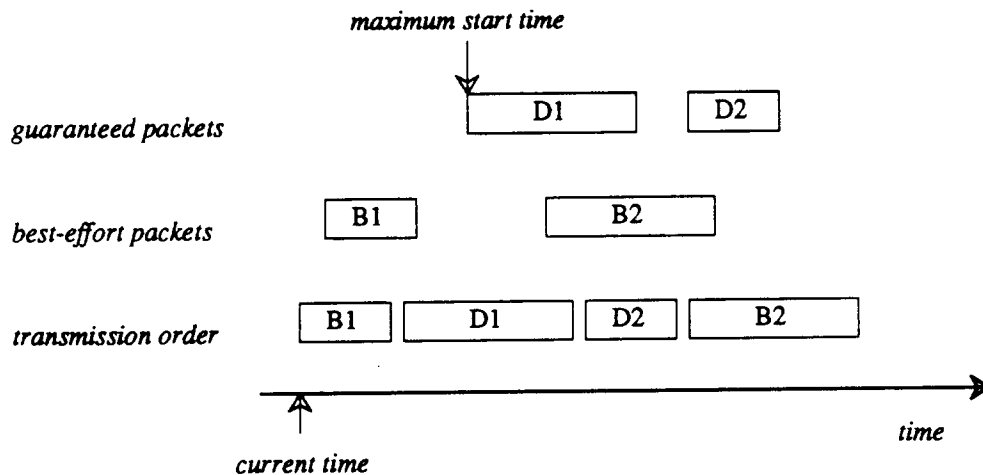 maximum start time
guaranteed packets D1 D2
best-effort packets B1 B2
transmission order B1 D1 D2 B2
time
current time